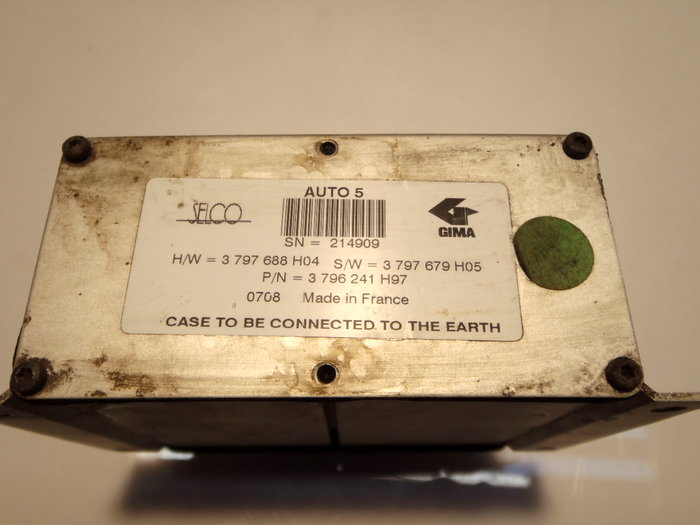 AUTO 5
SELCO
GIMA
SN = 214909
H/W = 3 797 688 H04 S/W = 3 797 679 H05
P/N = 3 796 241 H97
0708 Made in France
CASE TO BE CONNECTED TO THE EARTH